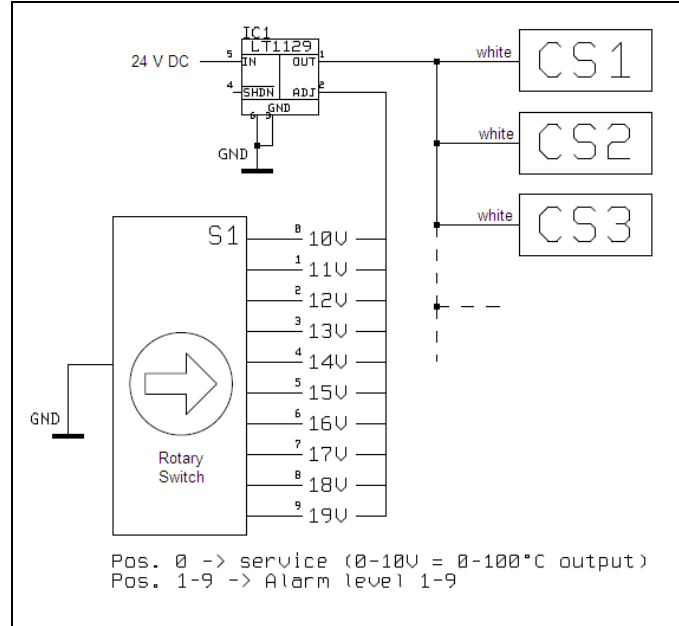 IC1
LT1129
24 V DC
5
IN
OUT
1
4
SHDN
ADJ
2
GND
6
3
GND
white
CS1
white
CS2
white
CS3
S1
0
10V
1
11V
2
12V
3
13V
4
14V
5
15V
6
16V
7
17V
8
18V
9
19V
GND
Rotary
Switch
Pos. 0 -> service (0-10V = 0-100°C output)
Pos. 1-9 -> Alarm level 1-9